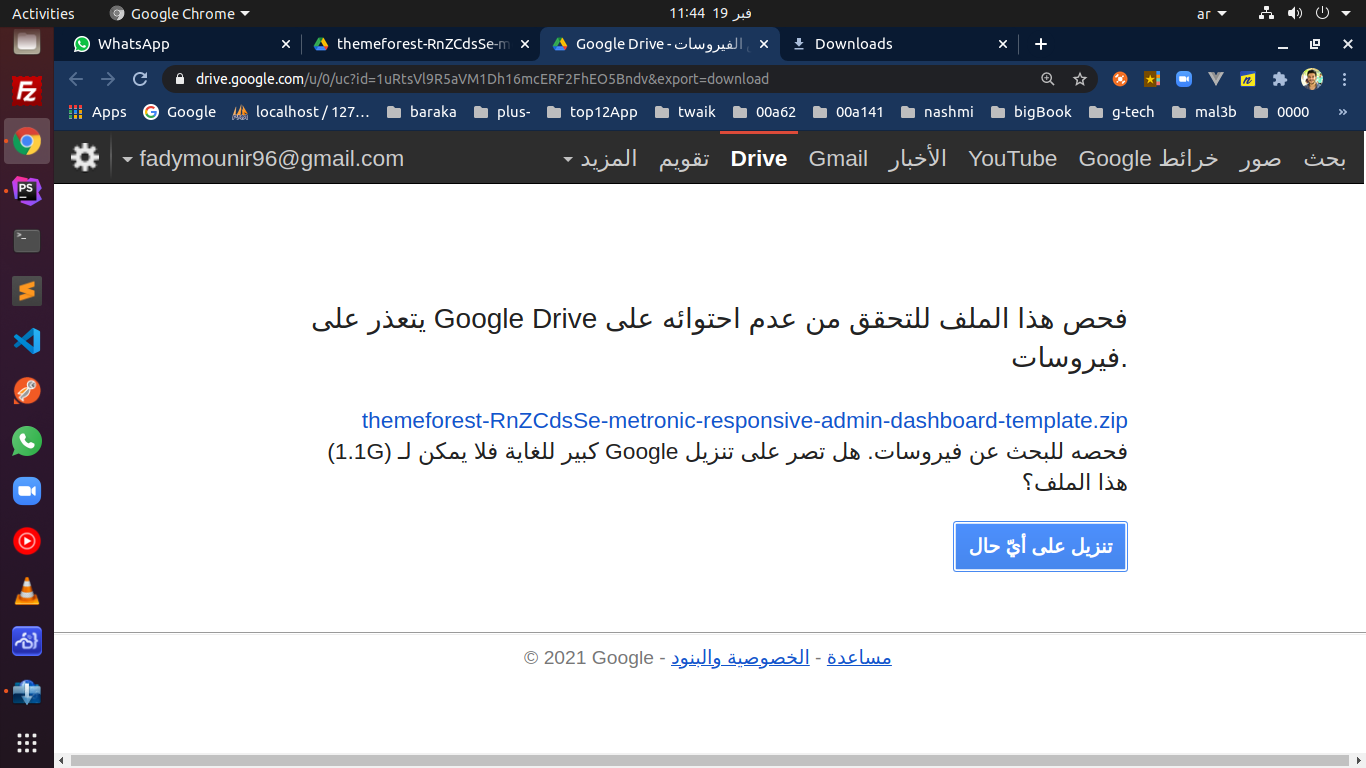 Activities
Google Chrome
فبر 19 11:44
ar
WhatsApp
themeforest-RnZCdsSe-m
Google Drive - الفيروسات
Downloads
drive.google.com/u/0/uc?id=1uRtsVl9R5aVM1Dh16mcERF2FhEO5Bndv&export=download
Apps
Google
localhost / 127…
baraka
plus-
top12App
twaik
00a62
00a141
nashmi
bigBook
g-tech
mal3b
0000
»
بحث
صور
خرائط Google
YouTube
الأخبار
Gmail
Drive
تقويم
المزيد
fadymounir96@gmail.com
يتعذر على Google Drive فحص هذا الملف للتحقق من عدم احتوائه على
فيروسات.
themeforest-RnZCdsSe-metronic-responsive-admin-dashboard-template.zip
(1.1G) كبير للغاية فلا يمكن لـ Google فحصه للبحث عن فيروسات. هل تصر على تنزيل
هذا الملف؟
تنزيل على أيّ حال
© 2021 Google - الخصوصية والبنود - مساعدة